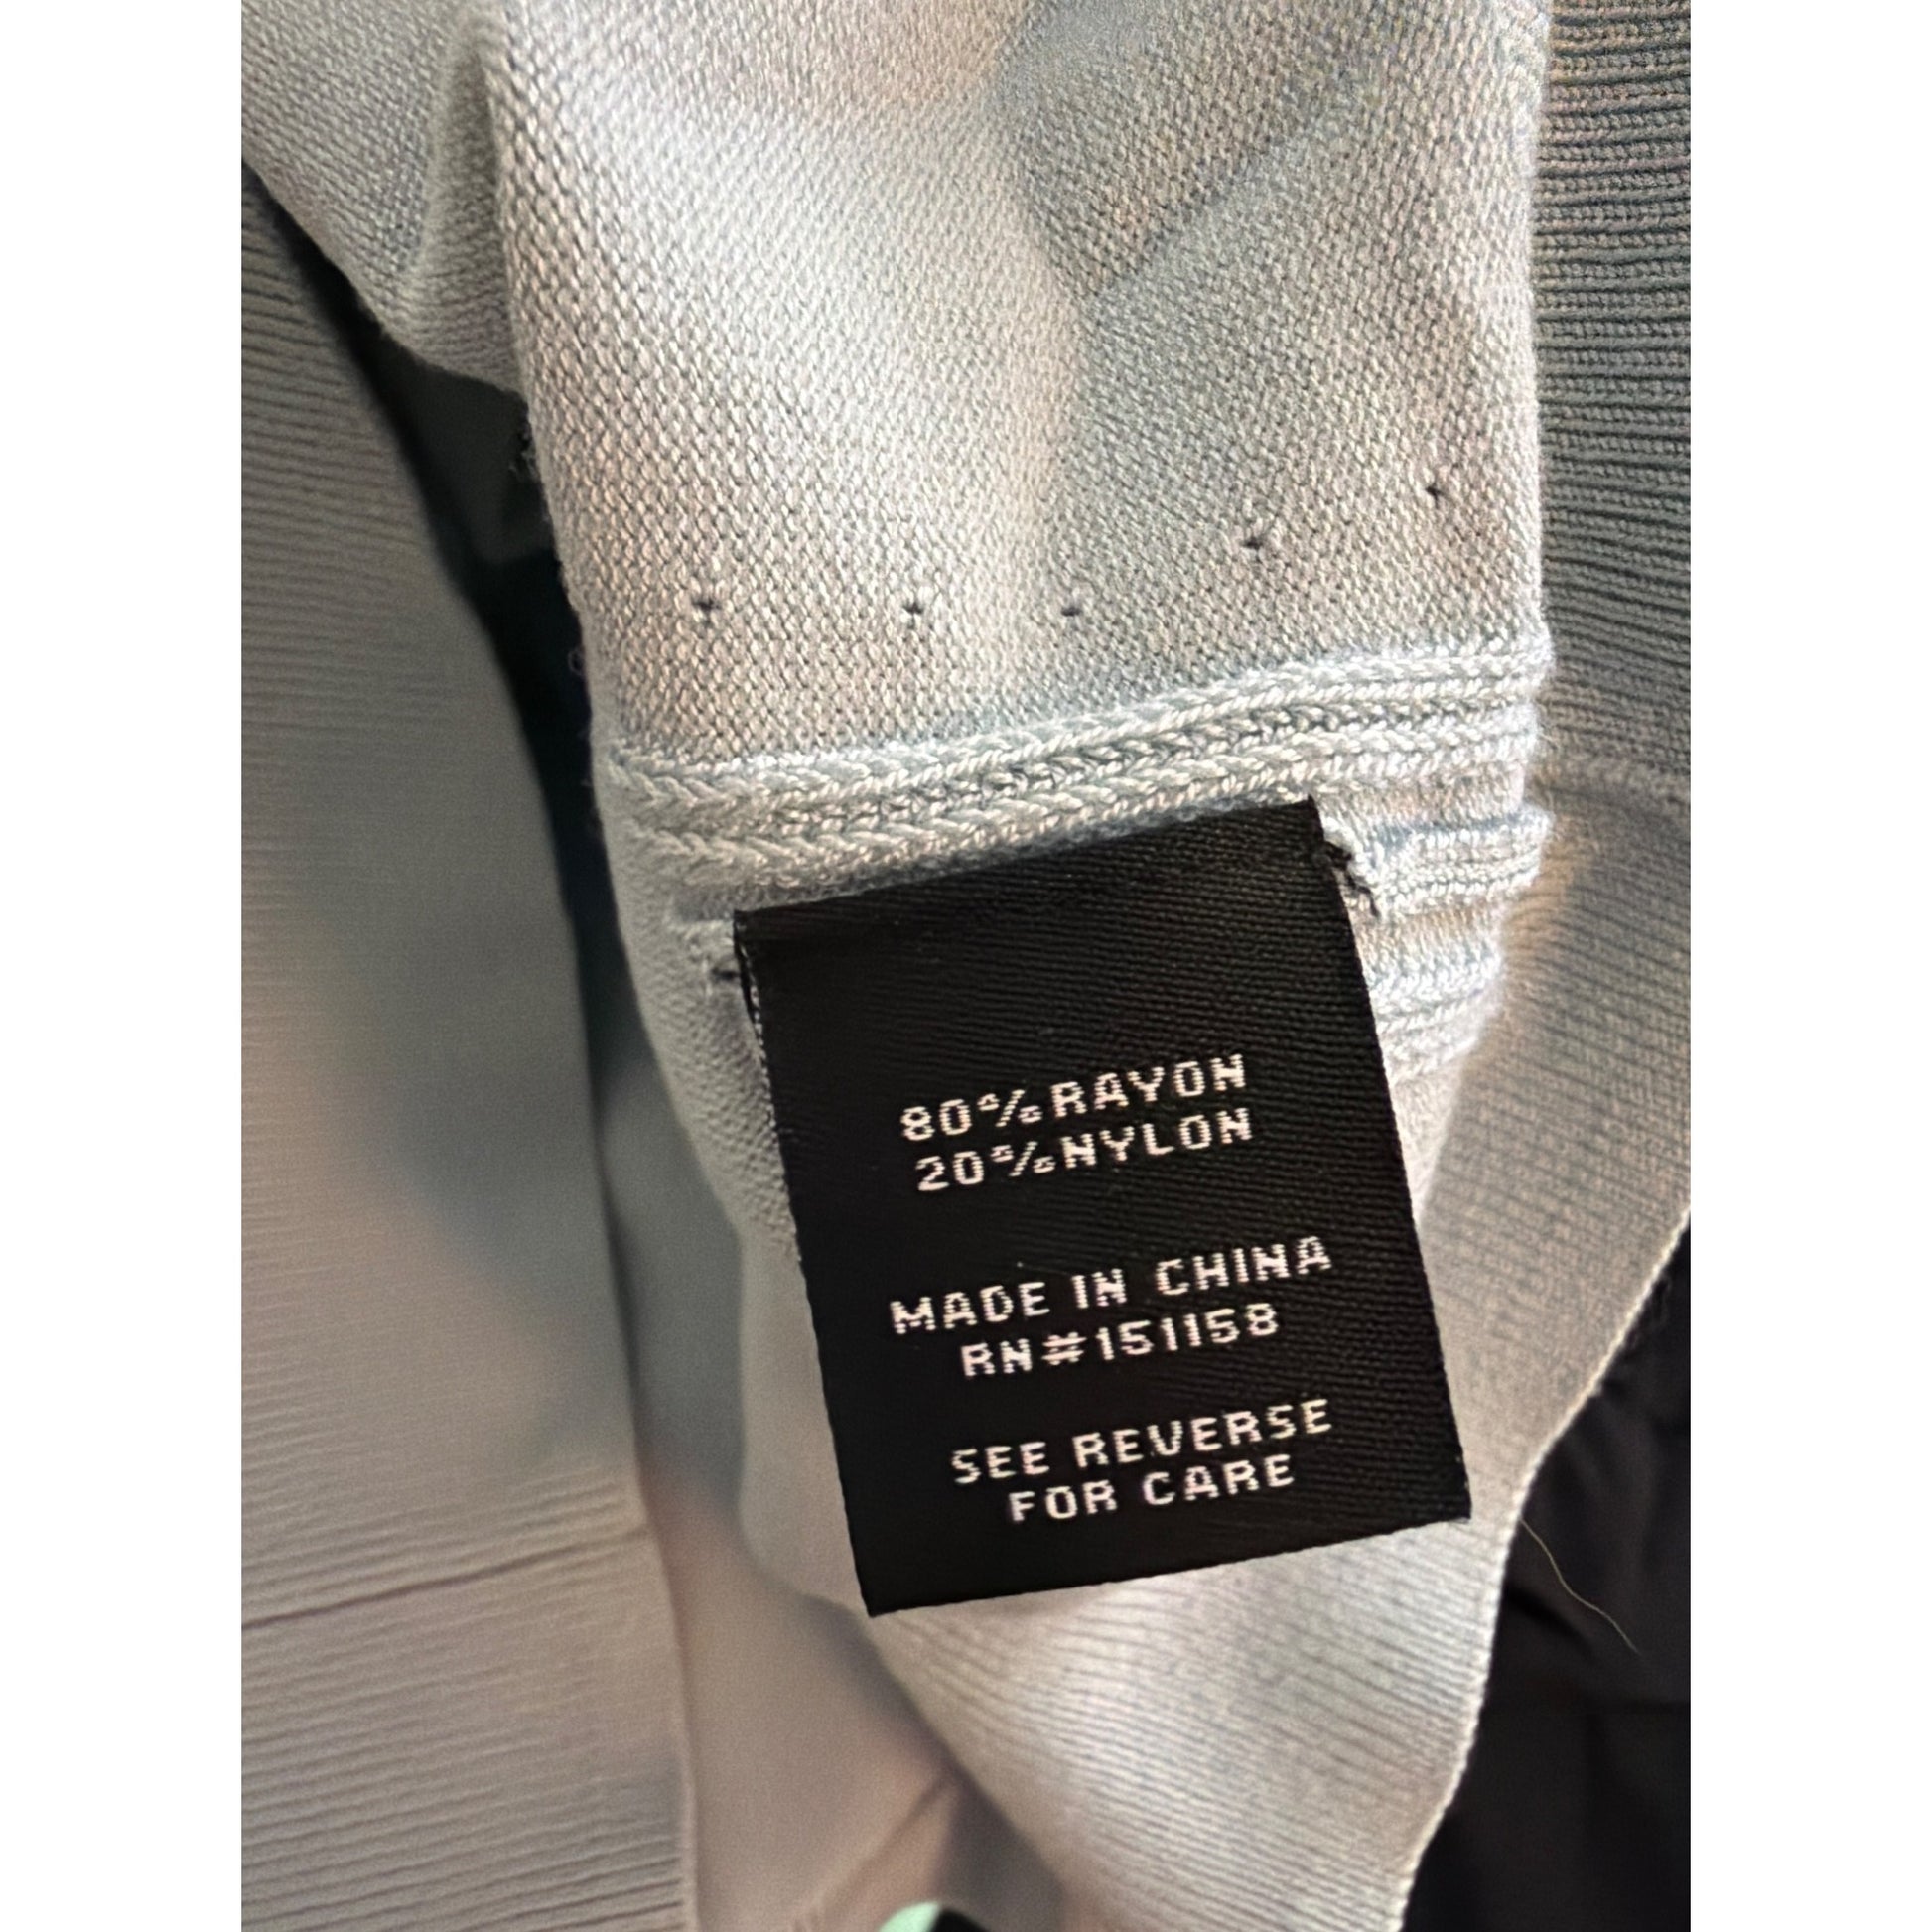 80%RAYON
20%NYLON
MADE IN CHINA
RN#151158
SEE REVERSE
FOR CARE